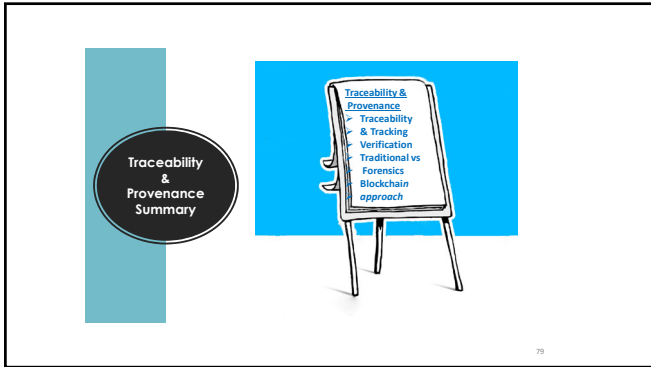 Traceability
&
Provenance
Summary
Traceability &
Provenance
➢ Traceability
➢ & Tracking
➢ Verification
➢ Traditional vs
➢ Forensics
➢ Blockchain
➢ approach
79